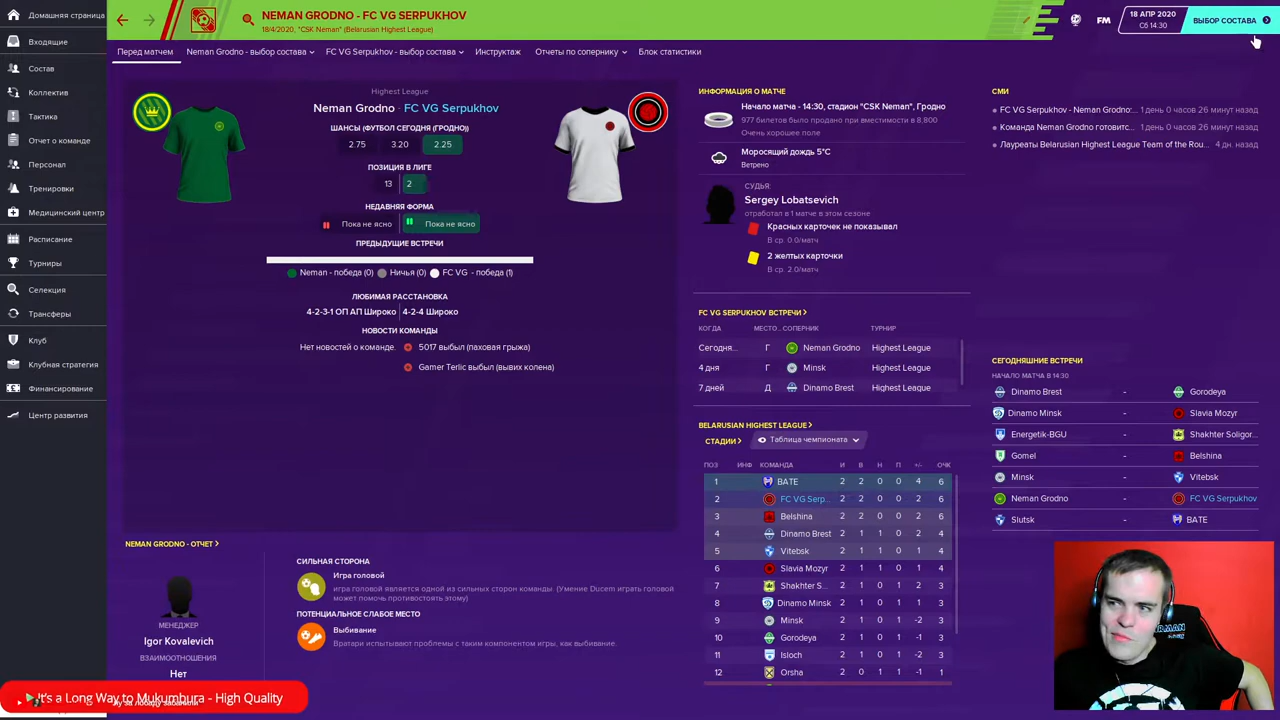 Домашняя страница
Входящие
Состав
Коллектив
Тактика
Отчет о команде
Персонал
Тренировки
Медицинский центр
Расписание
Турниры
Селекция
Трансферы
Клуб
Клубная стратегия
Финансирование
Центр развития
NEMAN GRODNO - FC VG SERPUKHOV
18/4/2020, "CSK Neman" (Belarusian Highest League)
FM
18 АПР 2020
Сб 14:30
ВЫБОР СОСТАВА
Перед матчем
Neman Grodno - выбор состава
FC VG Serpukhov - выбор состава
Инструктаж
Отчеты по сопернику
Блок статистики
Highest League
Neman Grodno - FC VG Serpukhov
ШАНСЫ (ФУТБОЛ СЕГОДНЯ (ГРОДНО))
2.75 3.20 2.25
ПОЗИЦИЯ В ЛИГЕ
13 2
НЕДАВНЯЯ ФОРМА
Пока не ясно Пока не ясно
ПРЕДЫДУЩИЕ ВСТРЕЧИ
Neman - победа (0) Ничья (0) FC VG - победа (1)
ЛЮБИМАЯ РАССТАНОВКА
4-2-3-1 ОП АП Широко 4-2-4 Широко
НОВОСТИ КОМАНДЫ
Нет новостей о команде. 5017 выбыл (паховая грыжа)
Gamer Terlic выбыл (вывих колена)
NEMAN GRODNO - ОТЧЕТ
МЕНЕДЖЕР
Igor Kovalevich
ВЗАИМООТНОШЕНИЯ
Нет
СИЛЬНАЯ СТОРОНА
Игра головой
игра головой является одной из сильных сторон команды. (Умение Ducem играть головой
может помочь противостоять этому)
ПОТЕНЦИАЛЬНОЕ СЛАБОЕ МЕСТО
Выбивание
Вратари испытывают проблемы с таким компонентом игры, как выбивание.
ИНФОРМАЦИЯ О МАТЧЕ
Начало матча - 14:30, стадион "CSK Neman", Гродно
977 билетов было продано при вместимости в 8,800
Очень хорошее поле
Моросящий дождь 5°C
Ветрено
СУДЬЯ:
Sergey Lobatsevich
отработал в 1 матче в этом сезоне
Красных карточек не показывал
В ср. 0.0/матч
2 желтых карточки
В ср. 2.0/матч
FC VG SERPUKHOV ВСТРЕЧИ
КОГДА МЕСТО... СОПЕРНИК ТУРНИР
Сегодня... Г Neman Grodno Highest League
4 дня Г Minsk Highest League
7 дней Д Dinamo Brest Highest League
BELARUSIAN HIGHEST LEAGUE
СТАДИИ Таблица чемпионата
ПОЗ ИНФ КОМАНДА И В Н П +/- ОЧК
1 BATE 2 2 0 0 4 6
2 FC VG Serp... 2 2 0 0 2 6
3 Belshina 2 2 0 0 2 6
4 Dinamo Brest 2 1 1 0 2 4
5 Vitebsk 2 1 1 0 1 4
6 Slavia Mozyr 2 1 0 1 1 3
7 Shakhter S... 2 1 0 1 2 3
8 Dinamo Minsk 2 1 0 1 1 3
9 Minsk 2 1 0 1 -2 3
10 Gorodeya 2 1 0 1 -1 3
11 Isloch 2 1 0 1 -2 3
12 Orsha 2 0 1 1 -1 1
СМИ
FC VG Serpukhov - Neman Grodno:... 1 день 0 часов 26 минут назад
Команда Neman Grodno готовитс... 1 день 0 часов 26 минут назад
Лауреаты Belarusian Highest League Team of the Rou... 4 дн. назад
СЕГОДНЯШНИЕ ВСТРЕЧИ
НАЧАЛО МАТЧА В 14:30
Dinamo Brest - Gorodeya
Dinamo Minsk - Slavia Mozyr
Energetik-BGU - Shakhter Soligor...
Gomel - Belshina
Minsk - Vitebsk
Neman Grodno - FC VG Serpukhov
Slutsk - BATE
It's a Long Way to Mukumbura - High Quality